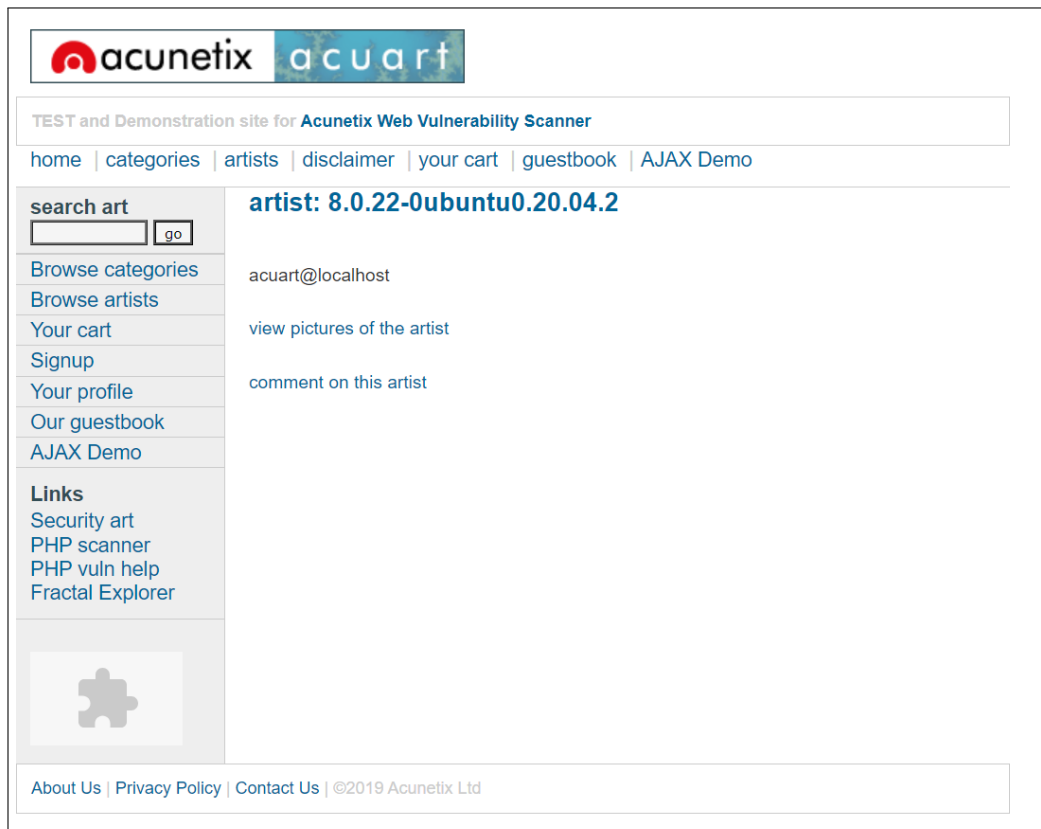 acunetix acuart
TEST and Demonstration site for Acunetix Web Vulnerability Scanner
home | categories | artists | disclaimer | your cart | guestbook | AJAX Demo
search art
go
Browse categories
Browse artists
Your cart
Signup
Your profile
Our guestbook
AJAX Demo
Links
Security art
PHP scanner
PHP vuln help
Fractal Explorer
artist: 8.0.22-0ubuntu0.20.04.2
acuart@localhost
view pictures of the artist
comment on this artist
About Us | Privacy Policy | Contact Us | ©2019 Acunetix Ltd